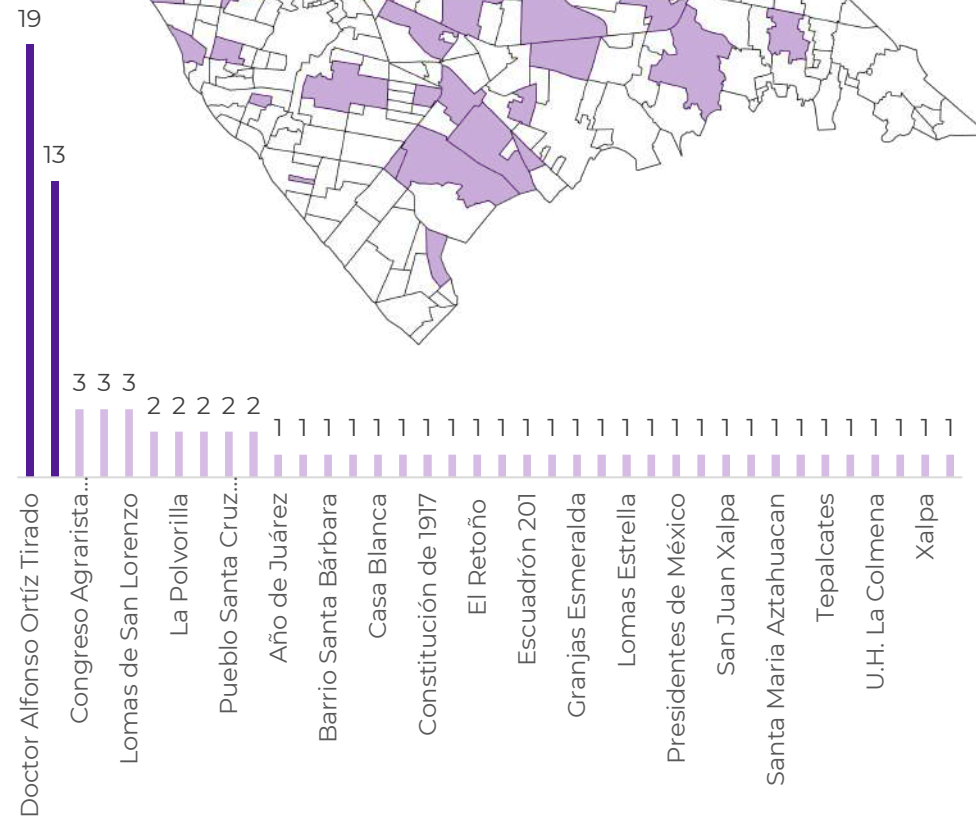 19
13
3 3 3
2 2 2 2 2
1 1 1 1 1 1 1 1 1 1 1 1 1 1 1 1 1 1 1 1 1 1 1 1 1 1 1 1
Doctor Alfonso Ortíz Tirado
Congreso Agrarista...
Lomas de San Lorenzo
La Polvorilla
Pueblo Santa Cruz...
Año de Juárez
Barrio Santa Bárbara
Casa Blanca
Constitución de 1917
El Retoño
Escuadrón 201
Granjas Esmeralda
Lomas Estrella
Presidentes de México
San Juan Xalpa
Santa Maria Aztahuacan
Tepalcates
U.H. La Colmena
Xalpa